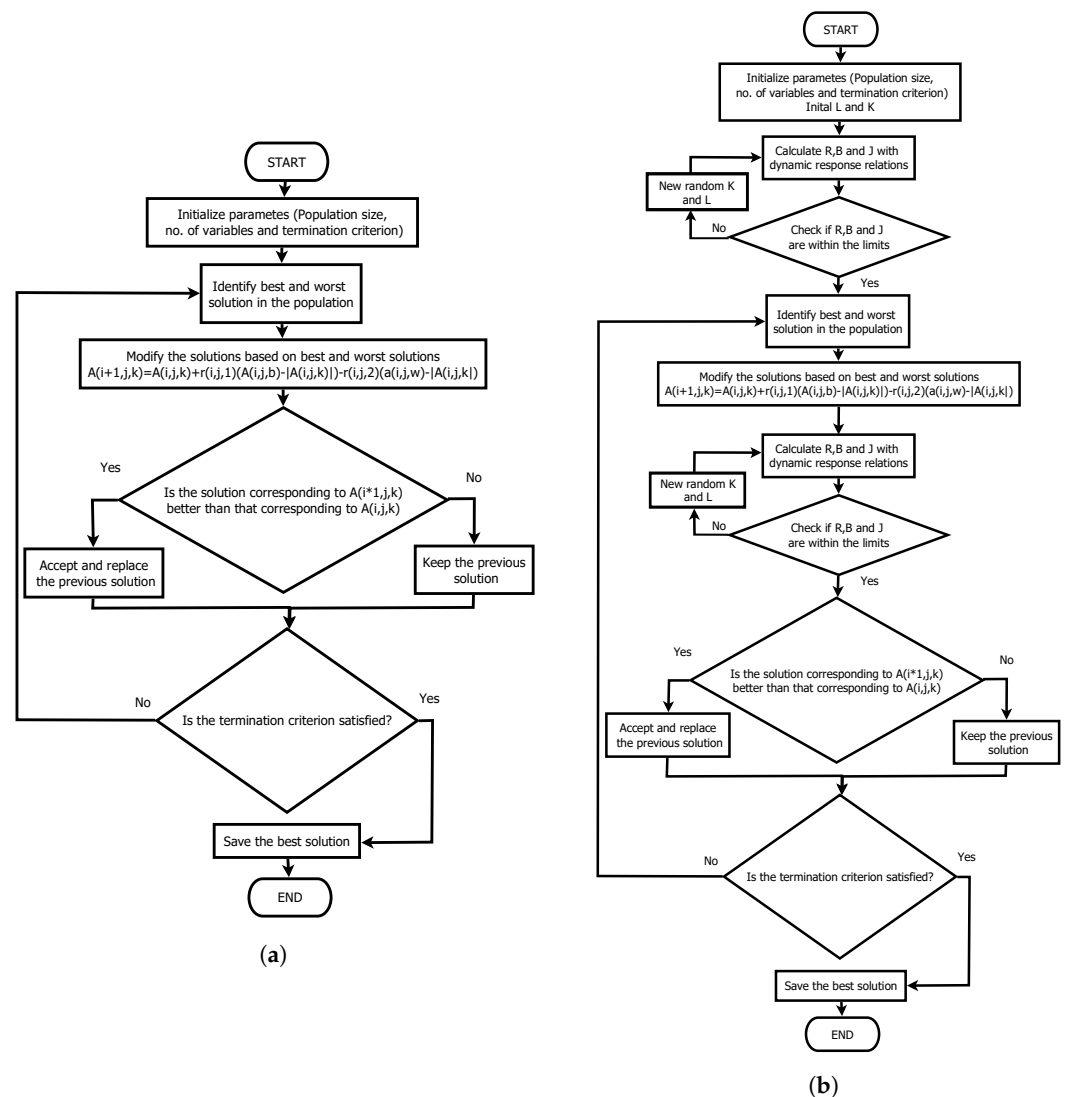 START
Initialize parametes (Population size,
no. of variables and termination criterion)
Identify best and worst
solution in the population
Modify the solutions based on best and worst solutions
A(i+1,j,k)=A(i,j,k)+r(i,j,1)(A(i,j,b)-|A(i,j,k)|)-r(i,j,2)(a(i,j,w)-|A(i,j,k|)
Yes
No
Is the solution corresponding to A(i*1,j,k)
better than that corresponding to A(i,j,k)
Accept and replace
the previous solution
Keep the previous
solution
No
Yes
Is the termination criterion satisfied?
Save the best solution
END
(a)
START
Initialize parametes (Population size,
no. of variables and termination criterion)
Inital L and K
Calculate R,B and J with
dynamic response relations
New random K
and L
No
Check if R,B and J
are within the limits
Yes
Identify best and worst
solution in the population
Modify the solutions based on best and worst solutions
A(i+1,j,k)=A(i,j,k)+r(i,j,1)(A(i,j,b)-|A(i,j,k)|)-r(i,j,2)(a(i,j,w)-|A(i,j,k|)
Calculate R,B and J with
dynamic response relations
New random K
and L
No
Check if R,B and J
are within the limits
Yes
Yes
No
Is the solution corresponding to A(i*1,j,k)
better than that corresponding to A(i,j,k)
Accept and replace
the previous solution
Keep the previous
solution
No
Yes
Is the termination criterion satisfied?
Save the best solution
END
(b)